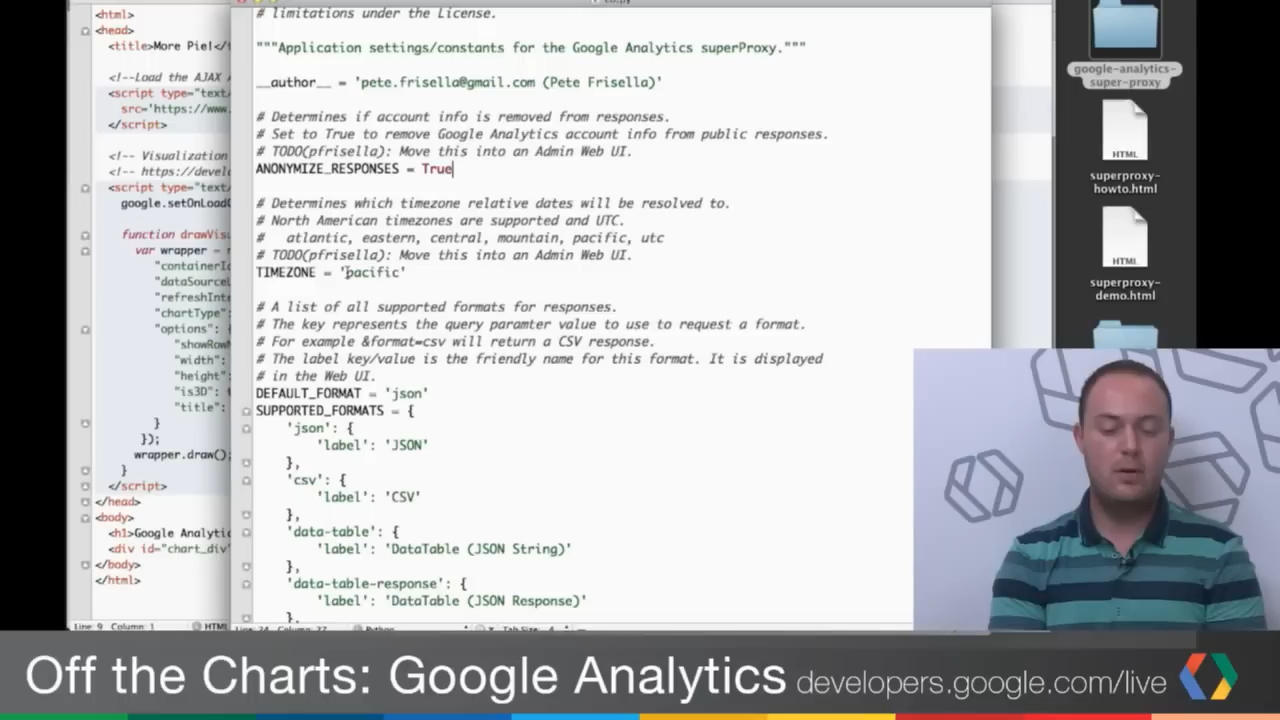 # limitations under the License.
"""Application settings/constants for the Google Analytics superProxy."""
__author__ = 'pete.frisella@gmail.com (Pete Frisella)'
# Determines if account info is removed from responses.
# Set to True to remove Google Analytics account info from public responses.
# TODO(pfrisella): Move this into an Admin Web UI.
ANONYMIZE_RESPONSES = True
# Determines which timezone relative dates will be resolved to.
# North American timezones are supported and UTC.
# atlantic, eastern, central, mountain, pacific, utc
# TODO(pfrisella): Move this into an Admin Web UI.
TIMEZONE = 'pacific'
# A list of all supported formats for responses.
# The key represents the query paramter value to use to request a format.
# For example &format=csv will return a CSV response.
# The label key/value is the friendly name for this format. It is displayed
# in the Web UI.
DEFAULT_FORMAT = 'json'
SUPPORTED_FORMATS = {
'json': {
'label': 'JSON'
},
'csv': {
'label': 'CSV'
},
'data-table': {
'label': 'DataTable (JSON String)'
},
'data-table-response': {
'label': 'DataTable (JSON Response)'
},
<html>
<head>
<title>More Pie!</
<!--Load the AJAX
<script type="text/
src='https://www.
</script>
<!-- Visualization
<!-- https://devel
<script type="text/
google.setOnLoad
function drawVis
var wrapper =
"container
"dataSource
"refreshInt
"chartType"
"options":
"showRow
"width":
"height"
"is3D":
"title":
}
});
wrapper.draw();
}
</script>
</head>
<body>
<h1>Google Analytic
<div id="chart_div"
</body>
</html>
Line: 9 Column: 1
HTML
Python
google-analytics-
super-proxy
HTML
superproxy-
howto.html
HTML
superproxy-
demo.html
Off the Charts: Google Analytics developers.google.com/live